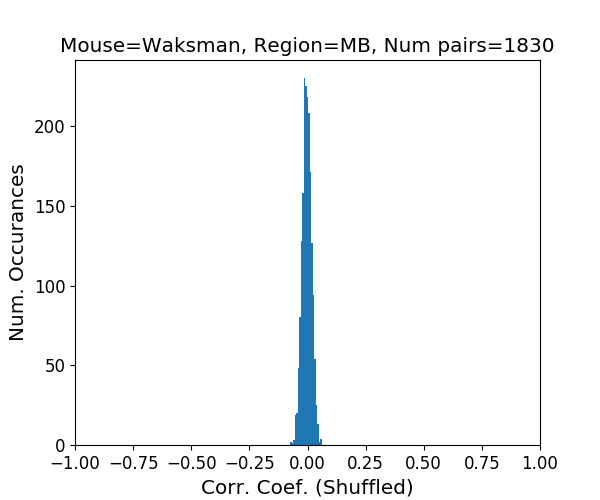 Mouse=Waksman, Region=MB, Num pairs=1830
Num. Occurances
200
150
100
50
0
−1.00 −0.75 −0.50 −0.25 0.00 0.25 0.50 0.75 1.00
Corr. Coef. (Shuffled)